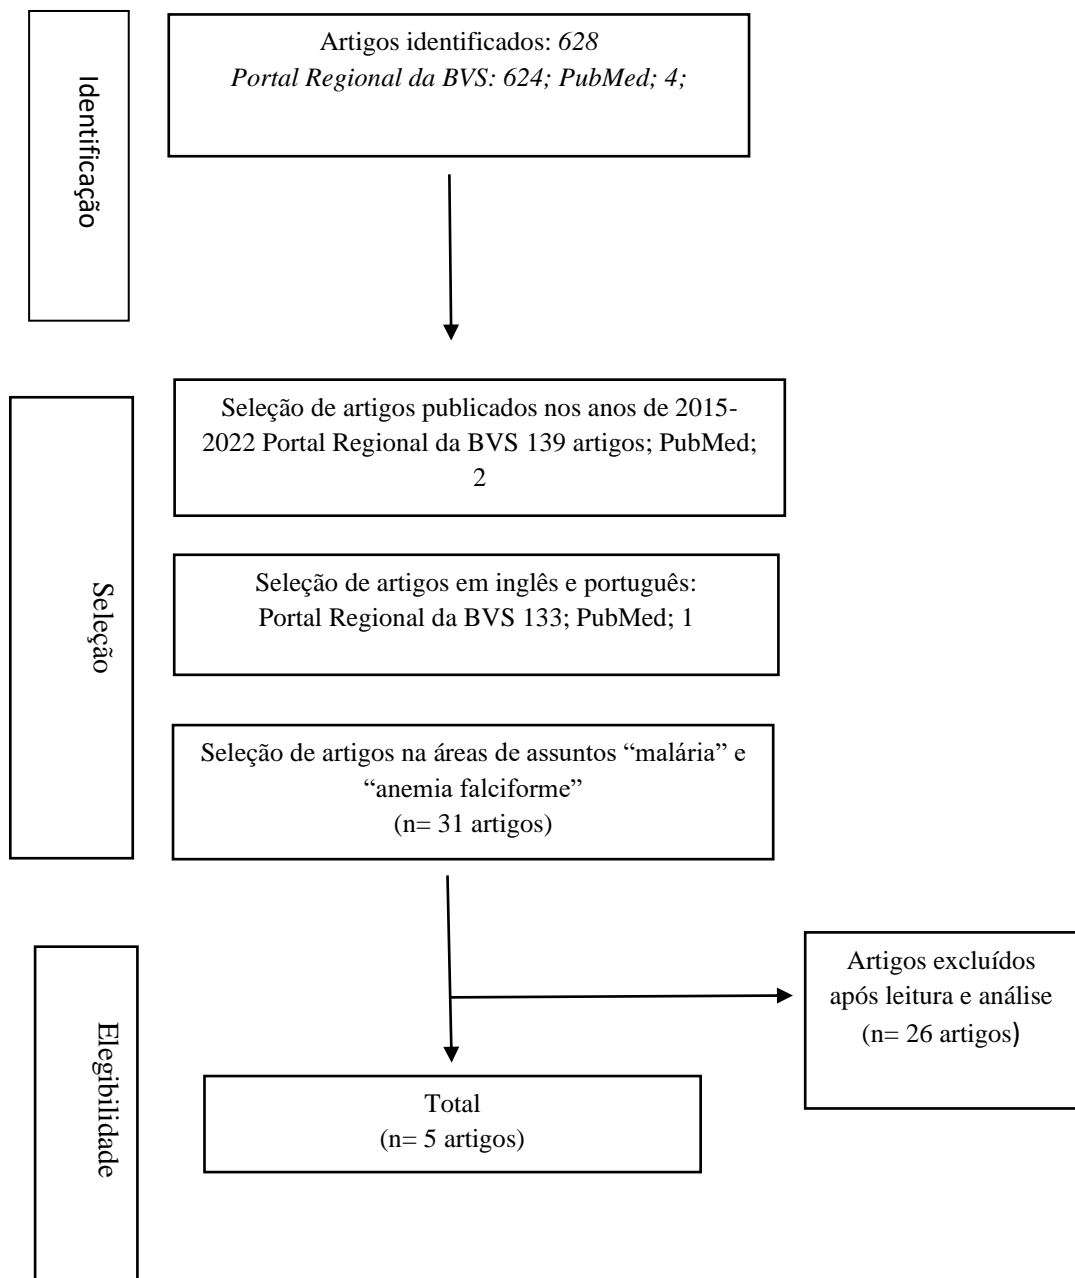 Identificação
Artigos identificados: 628
Portal Regional da BVS: 624; PubMed; 4;
Seleção
Seleção de artigos publicados nos anos de 2015-
2022 Portal Regional da BVS 139 artigos; PubMed;
2
Seleção de artigos em inglês e português:
Portal Regional da BVS 133; PubMed; 1
Seleção de artigos na áreas de assuntos “malária” e
“anemia falciforme”
(n= 31 artigos)
Elegibilidade
Artigos excluídos
após leitura e análise
(n= 26 artigos)
Total
(n= 5 artigos)